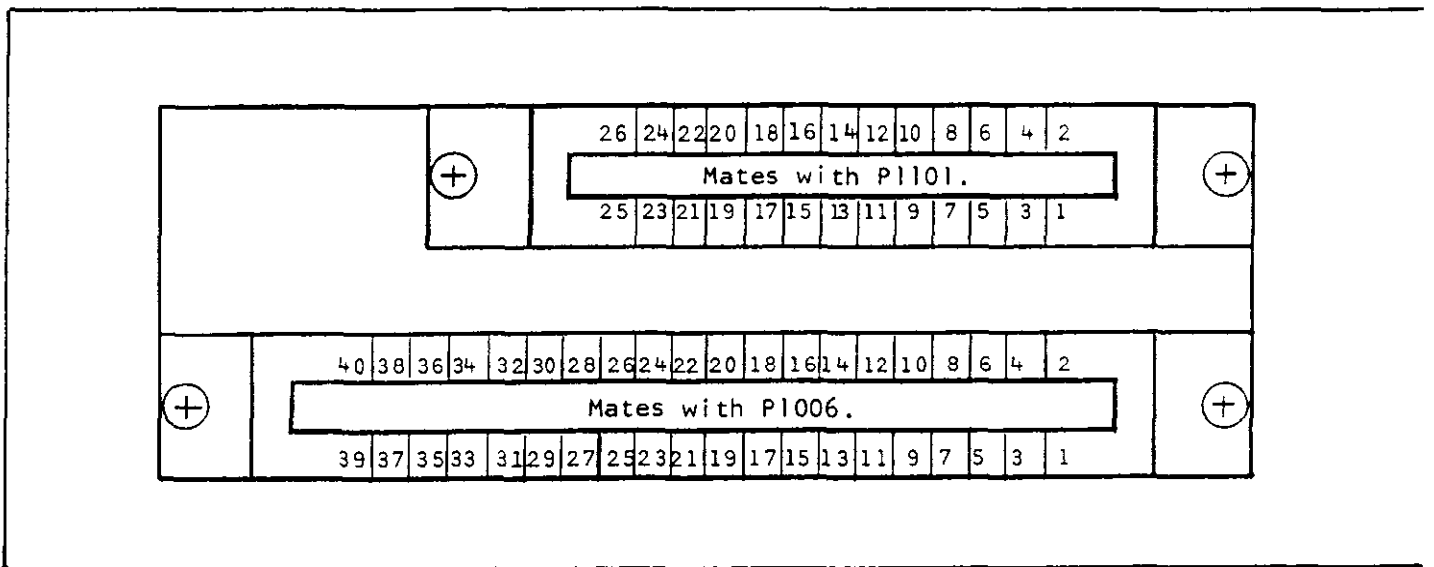 26 24 22 20 18 16 14 12 10 8 6 4 2
Mates with P1101.
25 23 21 19 17 15 13 11 9 7 5 3 1
40 38 36 34 32 30 28 26 24 22 20 18 16 14 12 10 8 6 4 2
Mates with P1006.
39 37 35 33 31 29 27 25 23 21 19 17 15 13 11 9 7 5 3 1